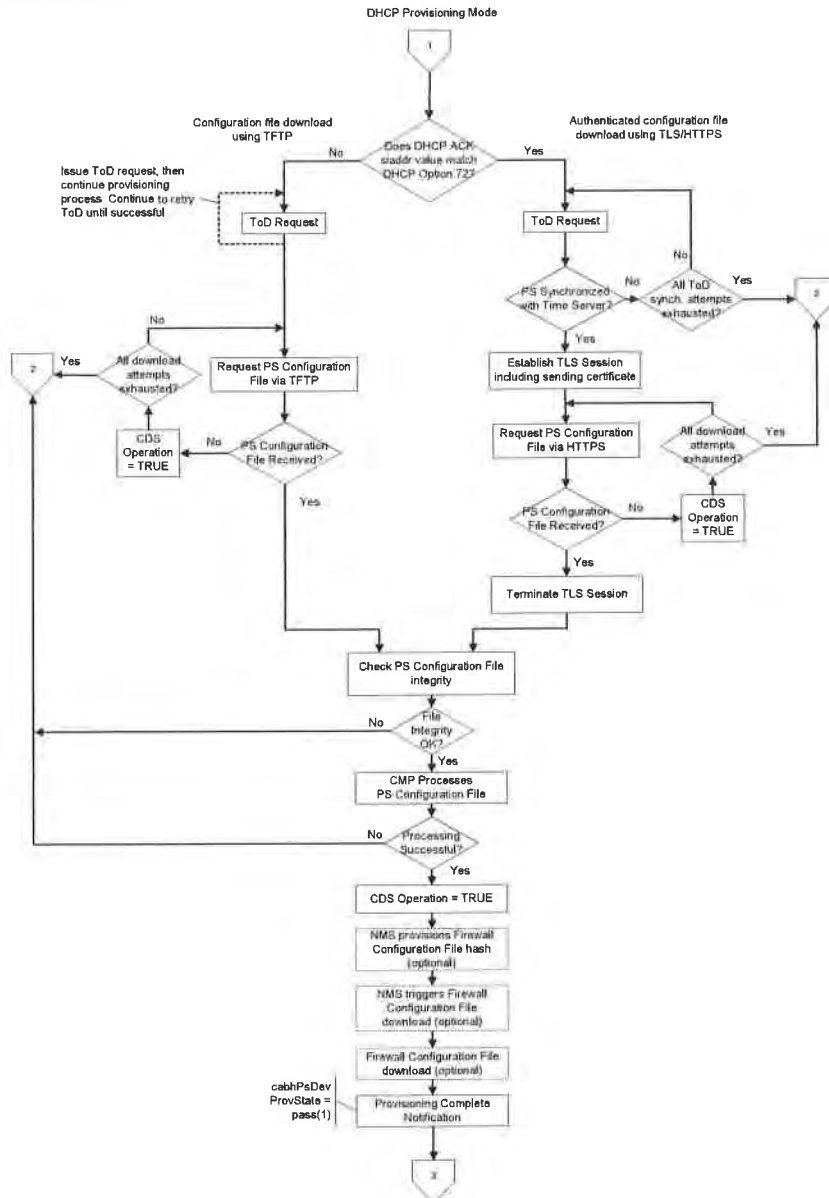 DHCP Provisioning Mode
1
Configuration file download
using TFTP
Authenticated configuration file
download using TLS/HTTPS
Does DHCP ACK
siaddr value match
DHCP Option 72?
No
Yes
Issue ToD request, then
continue provisioning
process. Continue to retry
ToD until successful
ToD Request
ToD Request
No
PS Synchronized
with Time Server?
No
All ToD
synch. attempts
exhausted?
Yes
Yes
No
2
Yes
All download
attempts
exhausted?
Request PS Configuration
File via TFTP
Establish TLS Session
including sending certificate
CDS
Operation
= TRUE
No
PS Configuration
File Received?
Yes
Request PS Configuration
File via HTTPS
All download
attempts
exhausted?
Yes
PS Configuration
File Received?
No
CDS
Operation
= TRUE
Yes
Terminate TLS Session
Check PS Configuration File
integrity
No
File
Integrity
OK?
Yes
CMP Processes
PS Configuration File
No
Processing
Successful?
Yes
CDS Operation = TRUE
NMS provisions Firewall
Configuration File hash
(optional)
NMS triggers Firewall
Configuration File
download (optional)
Firewall Configuration File
download (optional)
cabhPsDev
ProvState =
pass(1)
Provisioning Complete
Notification
3